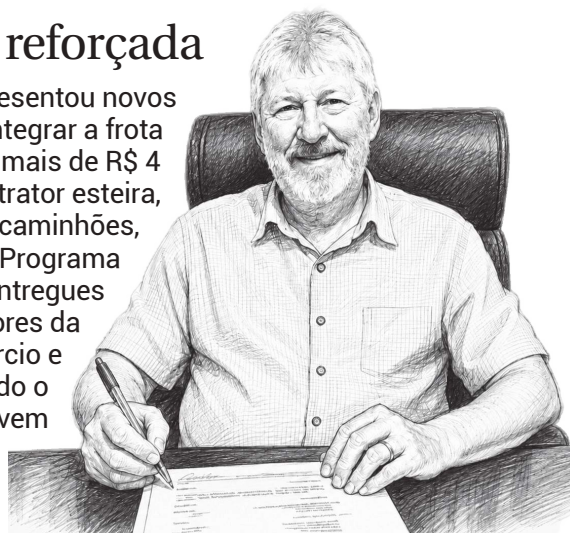 reforçada
esentou novos
ntegrar a frota
mais de R$ 4
trator esteira,
caminhões,
Programa
ntregues
ores da
rcio e
do o
vem